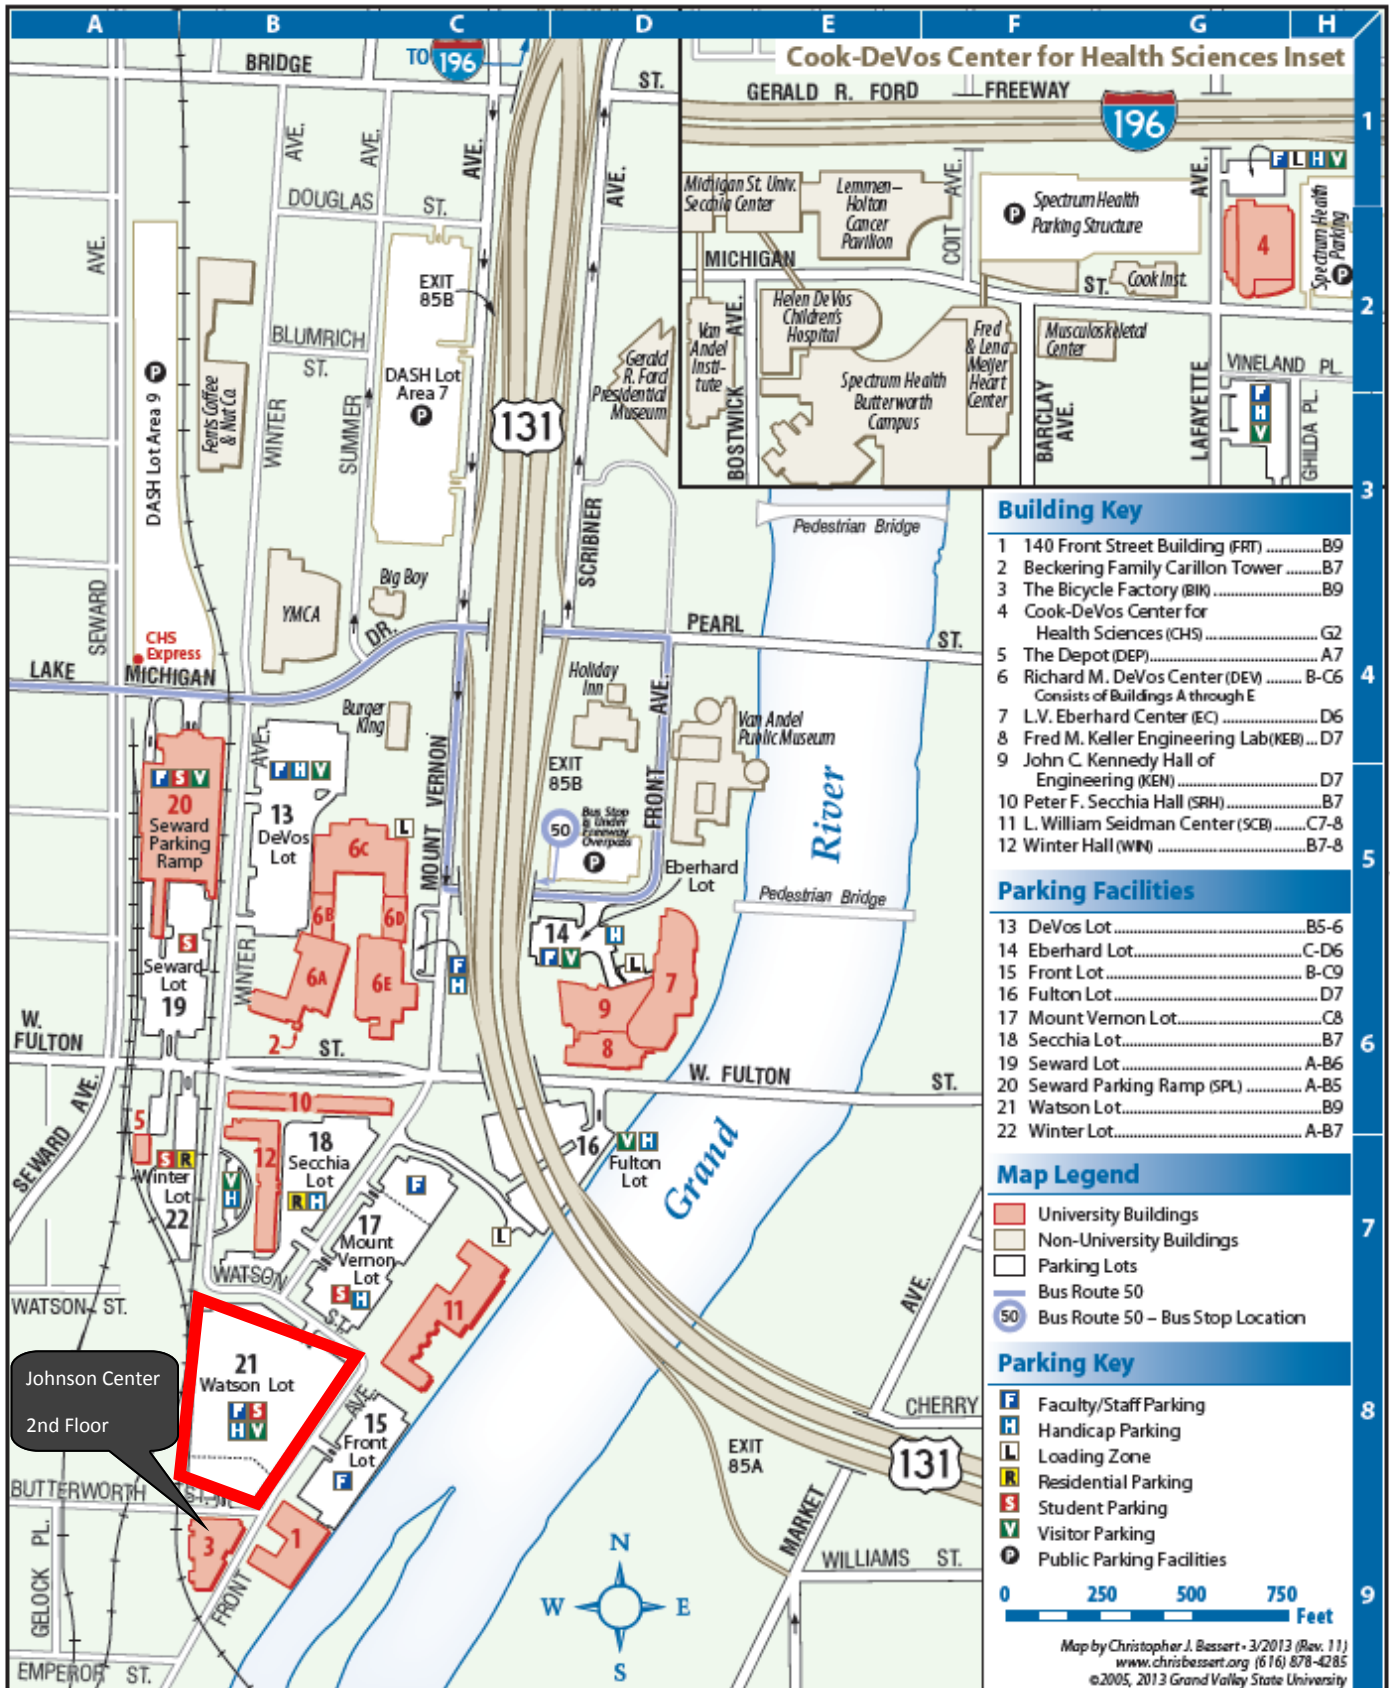 A B C D E F G H
1
2
3
4
5
6
7
8
9
Cook-DeVos Center for Health Sciences Inset
GERALD R. FORD FREEWAY
196
F L H V
Michigan St. Univ.
Secchia Center
Lemmen–
Holton
Cancer
Pavilion
COIT AVE.
P
Spectrum Health
Parking Structure
LAFAYETTE AVE.
4
Spectrum Health
Parking
P
MICHIGAN ST.
Cook Inst.
Helen DeVos
Children's
Hospital
Van
Andel
Insti-
tute
BOSTWICK AVE.
Fred
& Lena
Meijer
Heart
Center
Spectrum Health
Butterworth
Campus
Musculoskeletal
Center
BARCLAY
AVE.
VINELAND PL.
F
H
V
GHILDA PL.
BRIDGE ST.
TO 196
AVE.
AVE.
AVE.
AVE.
DOUGLAS ST.
AVE.
EXIT
85B
BLUMRICH
ST.
DASH Lot
Area 7
P
P
DASH Lot Area 9
Ferris Coffee
& Nut Co.
WINTER
SUMMER
131
Gerald
R. Ford
Presidential
Museum
SCRIBNER
Pedestrian Bridge
YMCA
Big Boy
SEWARD
CHS
Express
LAKE MICHIGAN DR.
PEARL ST.
Holiday
Inn
Burger
King
Van Andel
Public Museum
MOUNT VERNON
FRONT AVE.
AVE.
F S V
20
Seward
Parking
Ramp
F H V
13
DeVos
Lot
L
6C
6B
6D
6A
6E
EXIT
85B
50
Bus Stop
is Under
Freeway
Overpass
P
Eberhard
Lot
River
Pedestrian Bridge
S
Seward
Lot
19
WINTER
2
F
H
14
F V
H
L
7
9
8
W.
FULTON ST.
W. FULTON ST.
SEWARD AVE.
5
S R
Winter
Lot
22
10
12
V
H
18
Secchia
Lot
R H
16
V H
Fulton
Lot
Grand
F
17
Mount
Vernon
Lot
S H
L
11
WATSON ST.
WATSON ST.
21
Watson Lot
F S
H V
Johnson Center
2nd Floor
15
Front
Lot
F
AVE.
BUTTERWORTH ST.
3
1
FRONT
GELOCK PL.
EMPEROR ST.
EXIT
85A
131
AVE.
MARKET
CHERRY
WILLIAMS ST.
N
W E
S
Building Key
1 140 Front Street Building (FRT) B9
2 Beckering Family Carillon Tower B7
3 The Bicycle Factory (BIK) B9
4 Cook-DeVos Center for
Health Sciences (CHS) G2
5 The Depot (DEP) A7
6 Richard M. DeVos Center (DEV) B-C6
Consists of Buildings A through E
7 L.V. Eberhard Center (EC) D6
8 Fred M. Keller Engineering Lab (KEB) D7
9 John C. Kennedy Hall of
Engineering (KEN) D7
10 Peter F. Secchia Hall (SRH) B7
11 L. William Seidman Center (SCB) C7-8
12 Winter Hall (WIN) B7-8
Parking Facilities
13 DeVos Lot B5-6
14 Eberhard Lot C-D6
15 Front Lot B-C9
16 Fulton Lot D7
17 Mount Vernon Lot C8
18 Secchia Lot B7
19 Seward Lot A-B6
20 Seward Parking Ramp (SPL) A-B5
21 Watson Lot B9
22 Winter Lot A-B7
Map Legend
University Buildings
Non-University Buildings
Parking Lots
Bus Route 50
50 Bus Route 50 – Bus Stop Location
Parking Key
F Faculty/Staff Parking
H Handicap Parking
L Loading Zone
R Residential Parking
S Student Parking
V Visitor Parking
P Public Parking Facilities
0 250 500 750
Feet
Map by Christopher J. Bessert • 3/2013 (Rev. 11)
www.chrisbessert.org (616) 878-4285
©2005, 2013 Grand Valley State University